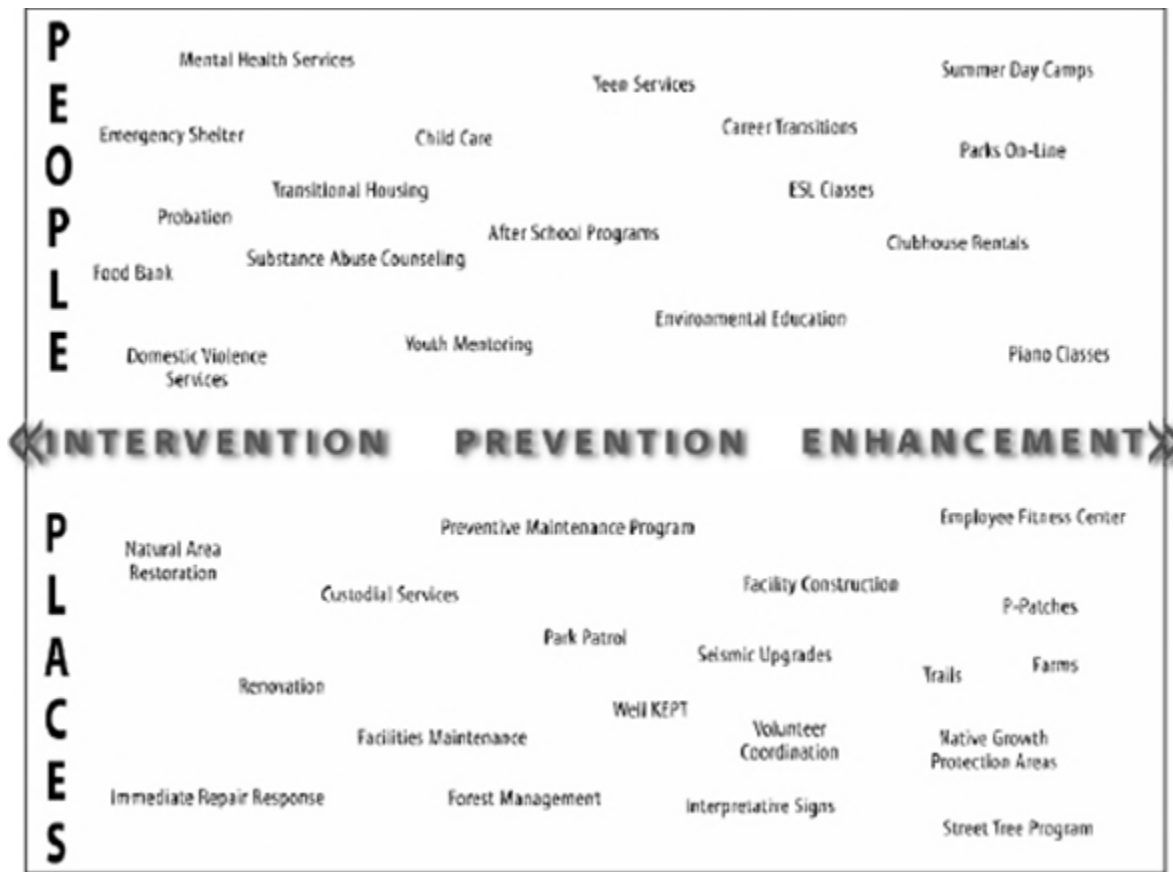 PEOPLE
Mental Health Services
Teen Services
Summer Day Camps
Emergency Shelter
Child Care
Career Transitions
Parks On-Line
Transitional Housing
ESL Classes
Probation
After School Programs
Clubhouse Rentals
Substance Abuse Counseling
Food Bank
Environmental Education
Youth Mentoring
Domestic Violence
Services
Piano Classes
INTERVENTION PREVENTION ENHANCEMENT
PLACES
Employee Fitness Center
Preventive Maintenance Program
Natural Area
Restoration
Custodial Services
Facility Construction
P-Patches
Park Patrol
Seismic Upgrades
Trails
Farms
Renovation
Well KEPT
Facilities Maintenance
Volunteer
Coordination
Native Growth
Protection Areas
Immediate Repair Response
Forest Management
Interpretative Signs
Street Tree Program